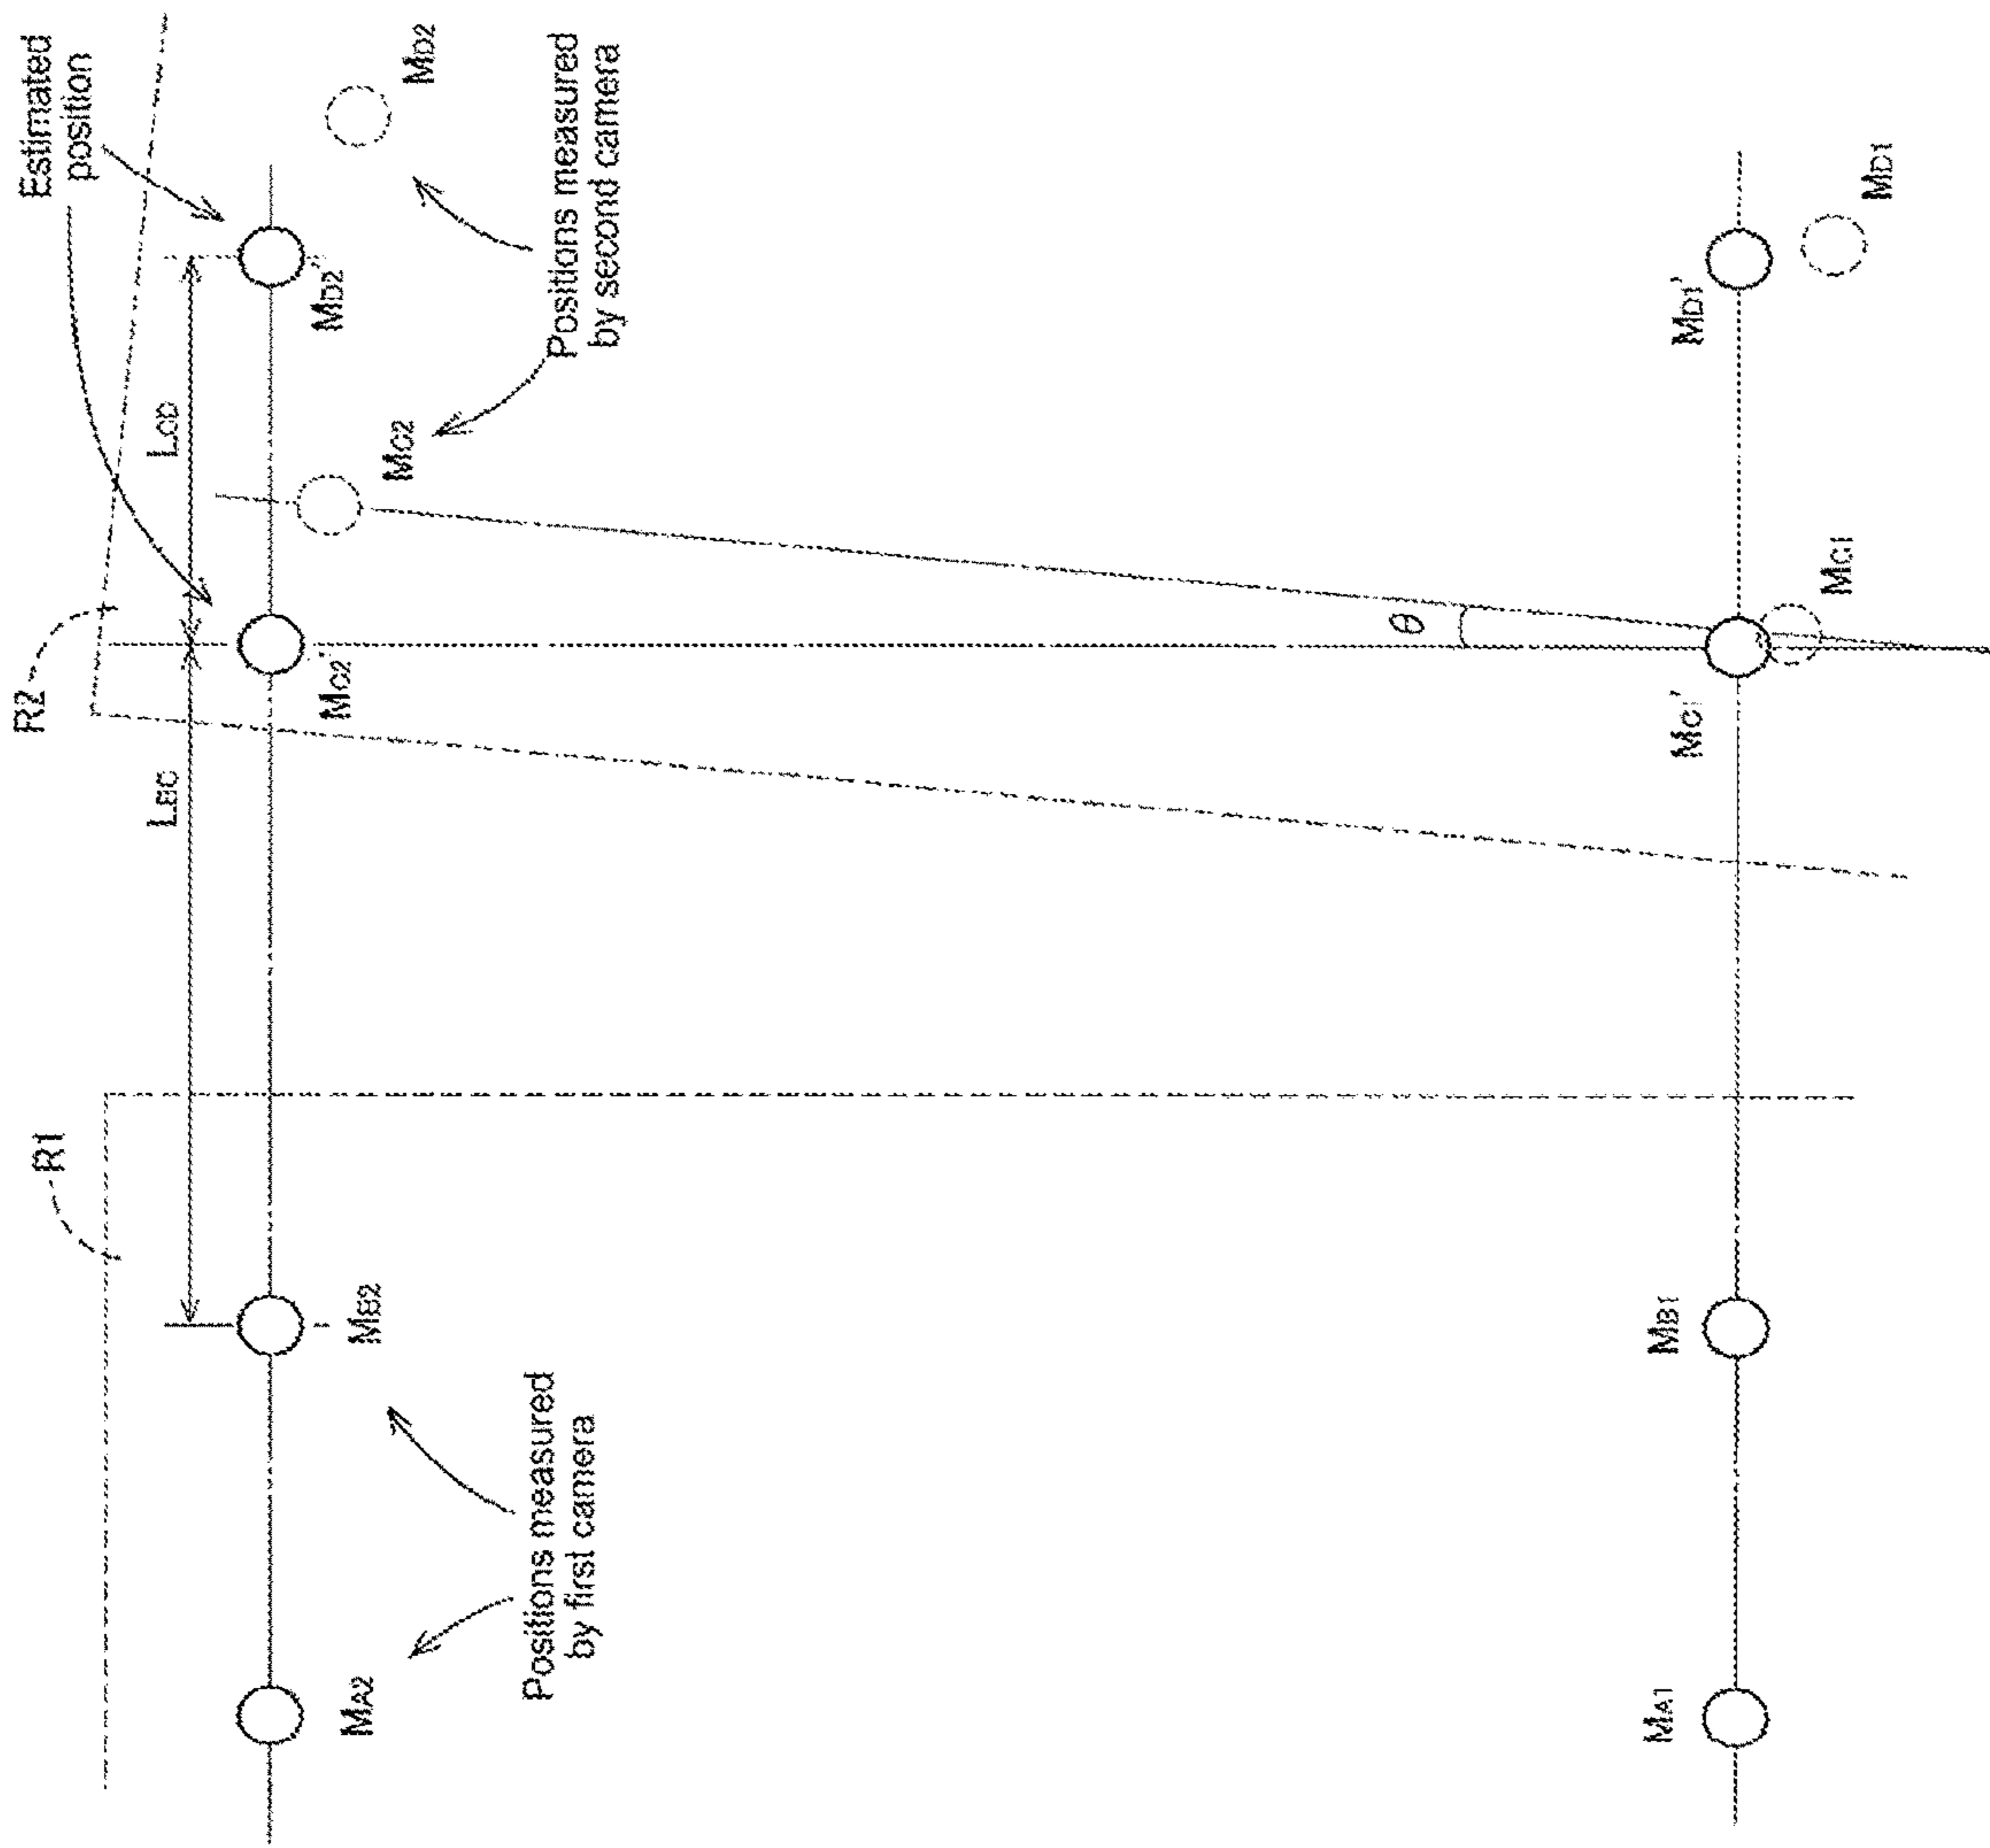 R1
R2
Estimated
position
LBC
LCD
MA2
MB2
MC2'
MD2'
MC2
MD2
Positions measured
by first camera
Positions measured
by second camera
θ
MA1
MB1
MC1'
MD1'
MC1
MD1